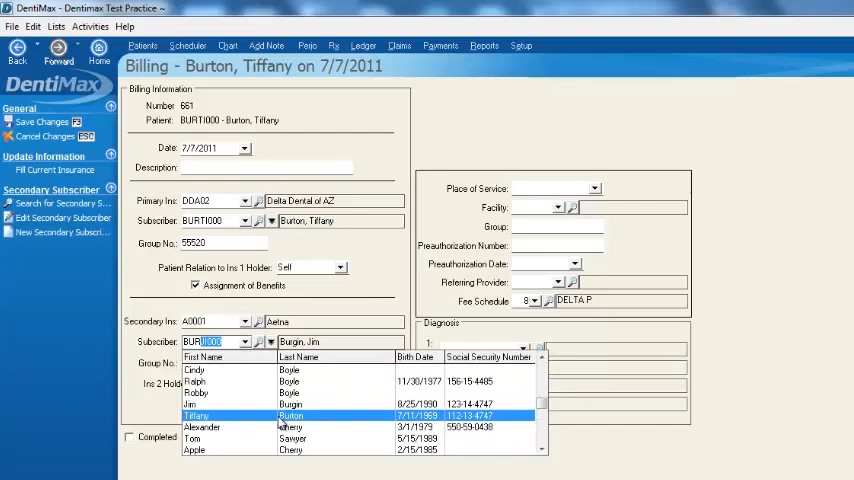 DentiMax - Dentimax Test Practice ~
File Edit Lists Activities Help
Back Forward Home
Patients Scheduler Chart Add Note Perio Rx Ledger Claims Payments Reports Setup
Billing - Burton, Tiffany on 7/7/2011
DentiMax
General
Save Changes F3
Cancel Changes ESC
Update Information
Fill Current Insurance
Secondary Subscriber
Search for Secondary S...
Edit Secondary Subscriber
New Secondary Subscri...
Billing Information
Number 661
Patient: BURTI000 - Burton, Tiffany
Date: 7/7/2011
Description:
Primary Ins: DDA02 Delta Dental of AZ
Subscriber: BURTI000 Burton, Tiffany
Group No.: 55520
Patient Relation to Ins 1 Holder: Self
Assignment of Benefits
Secondary Ins: A0001 Aetna
Subscriber: BURJI000 Burgin, Jim
Group No.:
Ins 2 Hold
Completed
First Name Last Name Birth Date Social Security Number
Cindy Boyle
Ralph Boyle 11/30/1977 156-15-4485
Robby Boyle
Jim Burgin 8/25/1990 123-14-4747
Tiffany Burton 7/11/1969 112-13-4747
Alexander Cherry 3/1/1979 550-59-0438
Tom Sawyer 5/15/1989
Apple Cherry 2/15/1985
Place of Service:
Facility:
Group:
Preauthorization Number:
Preauthorization Date:
Referring Provider:
Fee Schedule 8 DELTA P
Diagnosis
1: